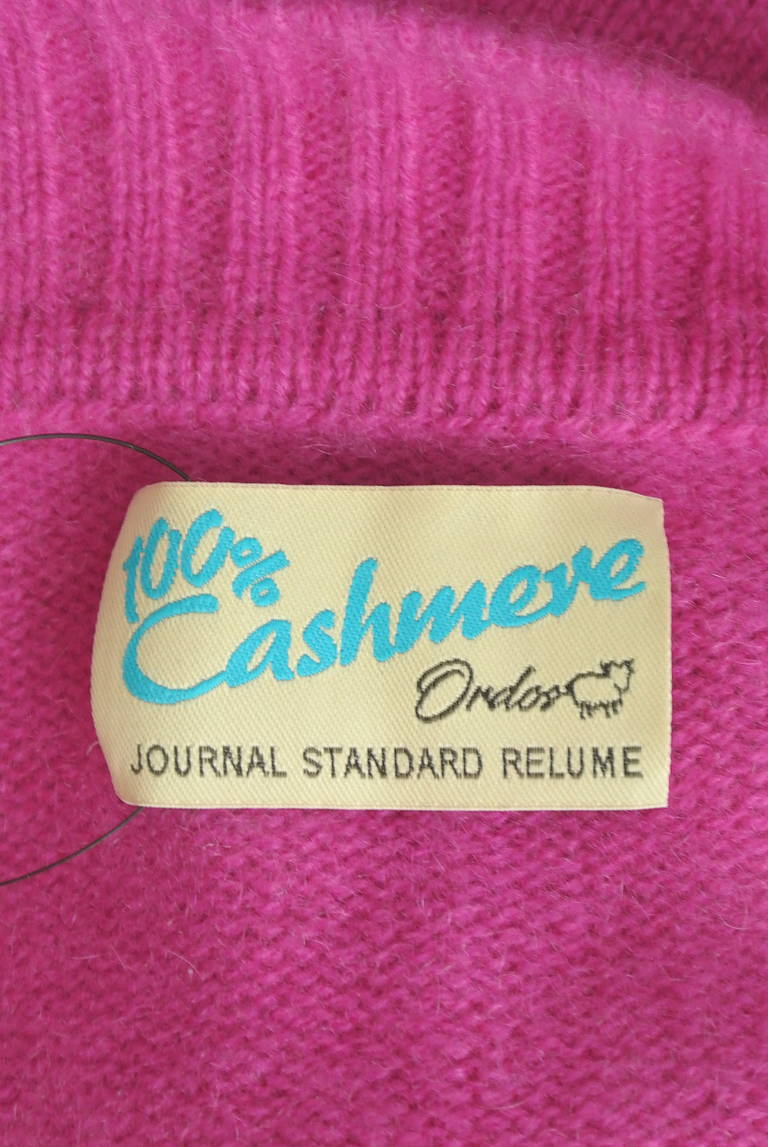 100%
Cashmere
Ordos
JOURNAL STANDARD RELUME